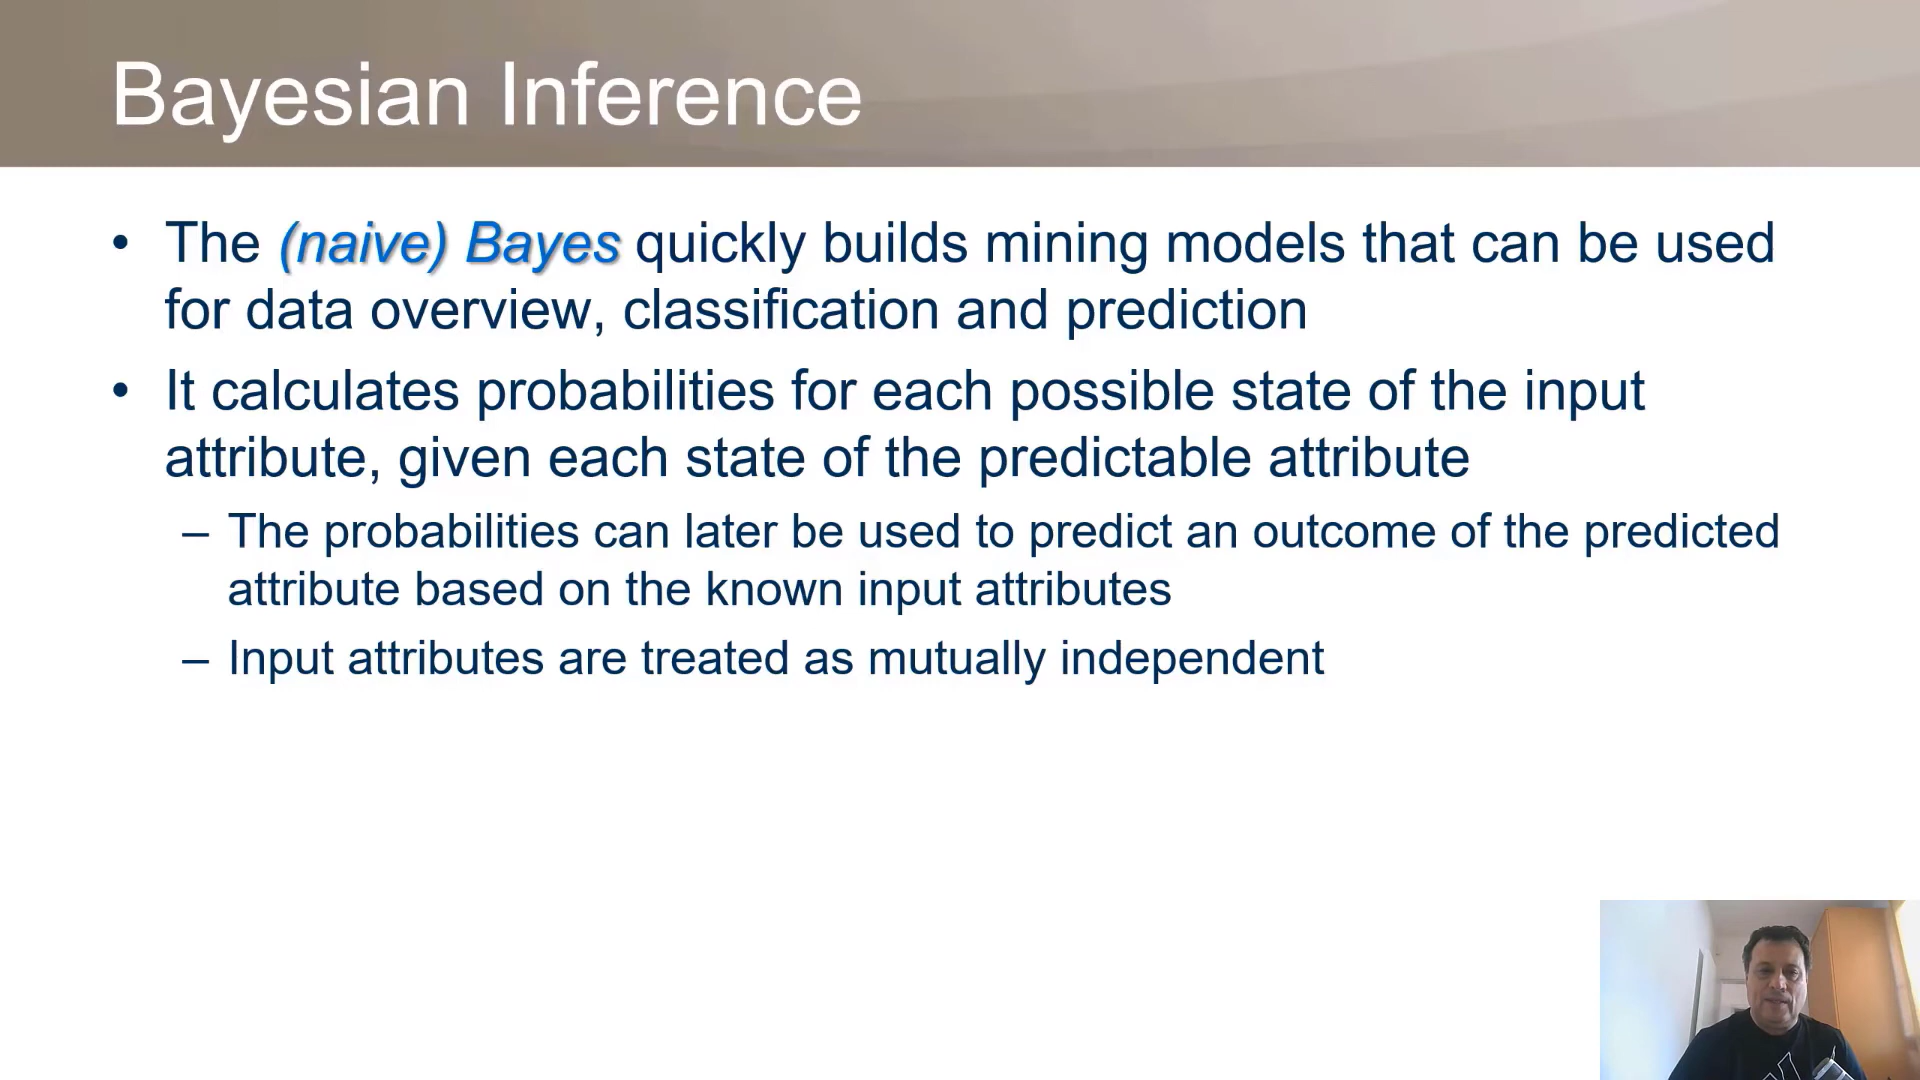 Bayesian Inference
• The (naive) Bayes quickly builds mining models that can be used
for data overview, classification and prediction
• It calculates probabilities for each possible state of the input
attribute, given each state of the predictable attribute
– The probabilities can later be used to predict an outcome of the predicted
attribute based on the known input attributes
– Input attributes are treated as mutually independent